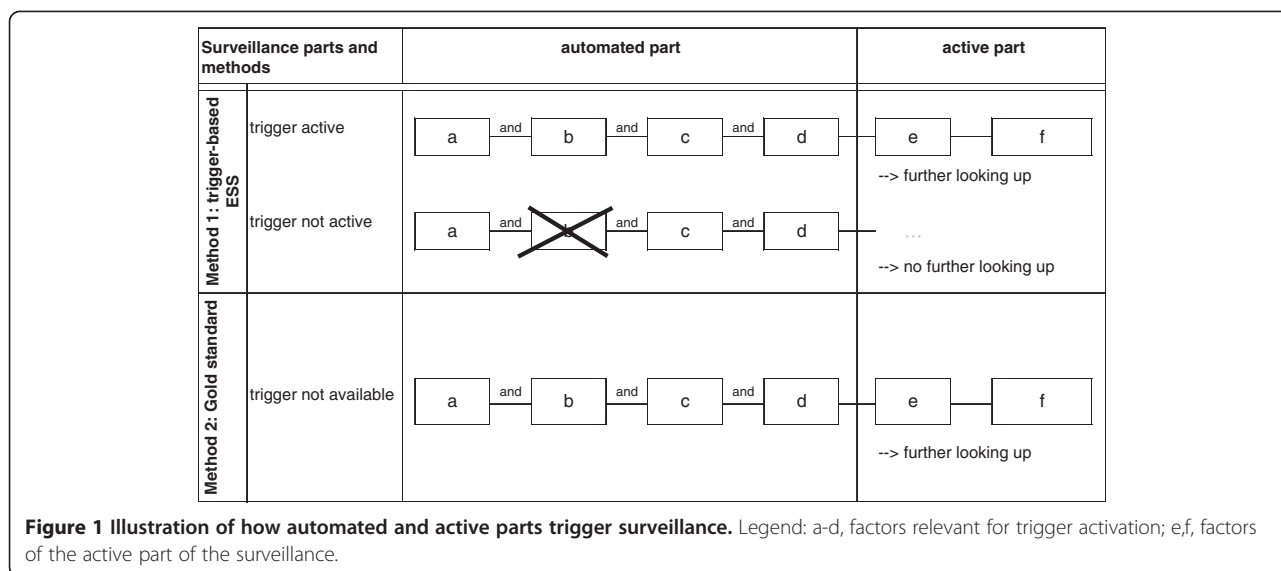 Surveillance parts and methods
automated part
active part
Method 1: trigger-based ESS
trigger active
a and b and c and d e f
--> further looking up
trigger not active
a and b and c and d ...
--> no further looking up
Method 2: Gold standard
trigger not available
a and b and c and d e f
--> further looking up
Figure 1 Illustration of how automated and active parts trigger surveillance. Legend: a-d, factors relevant for trigger activation; e,f, factors
of the active part of the surveillance.